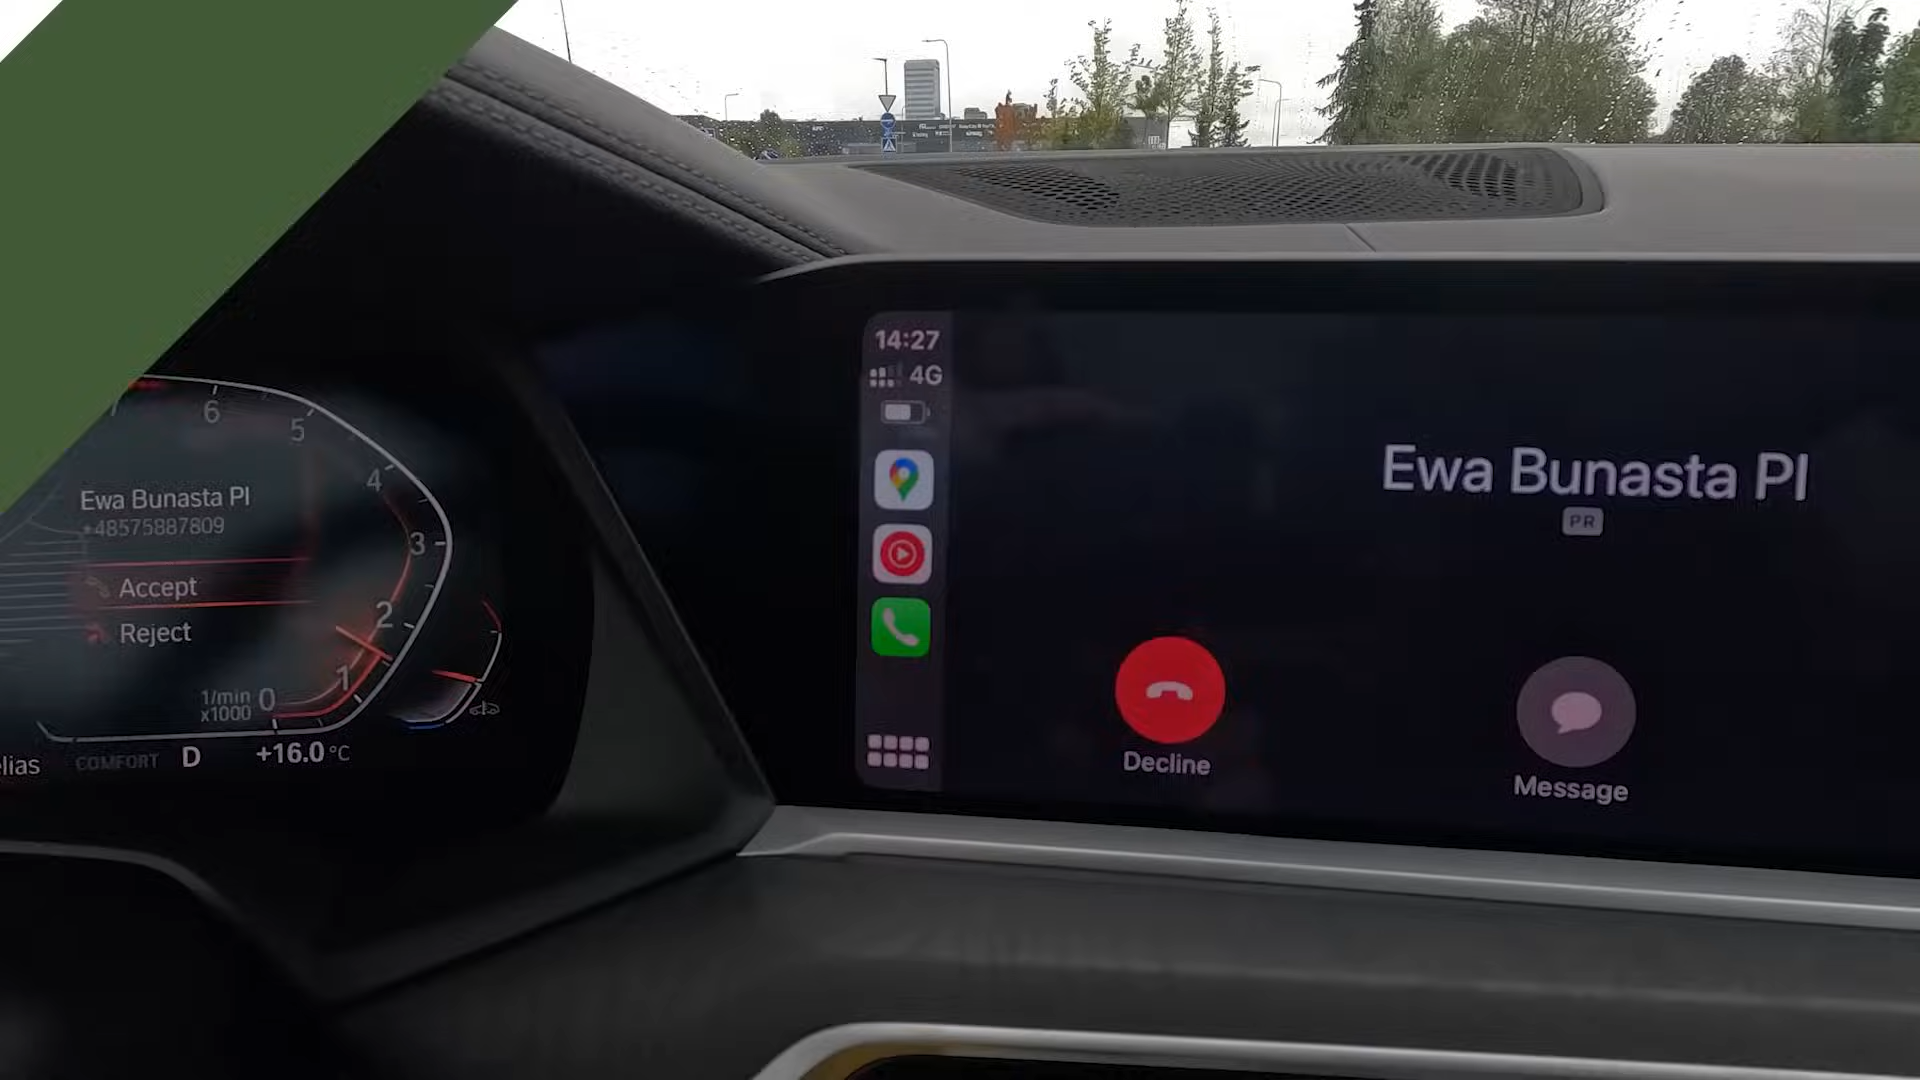 14:27
4G
Ewa Bunasta Pl
PR
Decline
Message
6
5
4
3
2
1
0
Ewa Bunasta Pl
+48575887809
Accept
Reject
1/min
x1000
elias
COMFORT
D
+16.0 °C